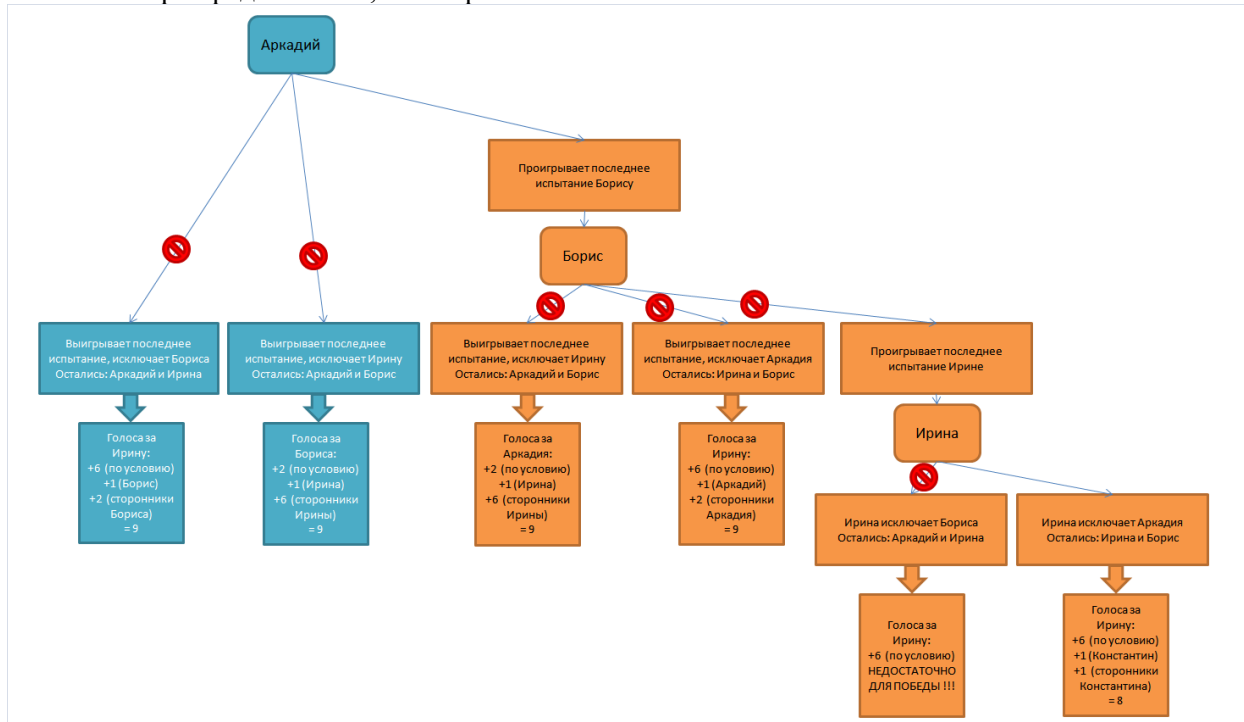 Аркадий
Проигрывает последнее
испытание Борису
Борис
Выигрывает последнее
испытание, исключает Бориса
Остались: Аркадий и Ирина
Выигрывает последнее
испытание, исключает Ирину
Остались: Аркадий и Борис
Выигрывает последнее
испытание, исключает Ирину
Остались: Аркадий и Борис
Выигрывает последнее
испытание, исключает Аркадия
Остались: Ирина и Борис
Проигрывает последнее
испытание Ирине
Голоса за
Ирину:
+6 (по условию)
+1 (Борис)
+2 (сторонники
Бориса)
= 9
Голоса за
Бориса:
+2 (по условию)
+1 (Ирина)
+6 (сторонники
Ирины)
= 9
Голоса за
Аркадия:
+2 (по условию)
+1 (Ирина)
+6 (сторонники
Ирины)
= 9
Голоса за
Ирину:
+6 (по условию)
+1 (Аркадий)
+2 (сторонники
Аркадия)
= 9
Ирина
Ирина исключает Бориса
Остались: Аркадий и Ирина
Ирина исключает Аркадия
Остались: Ирина и Борис
Голоса за
Ирину:
+6 (по условию)
НЕДОСТАТОЧНО
ДЛЯ ПОБЕДЫ !!!
Голоса за
Ирину:
+6 (по условию)
+1 (Константин)
+1 (сторонники
Константина)
= 8